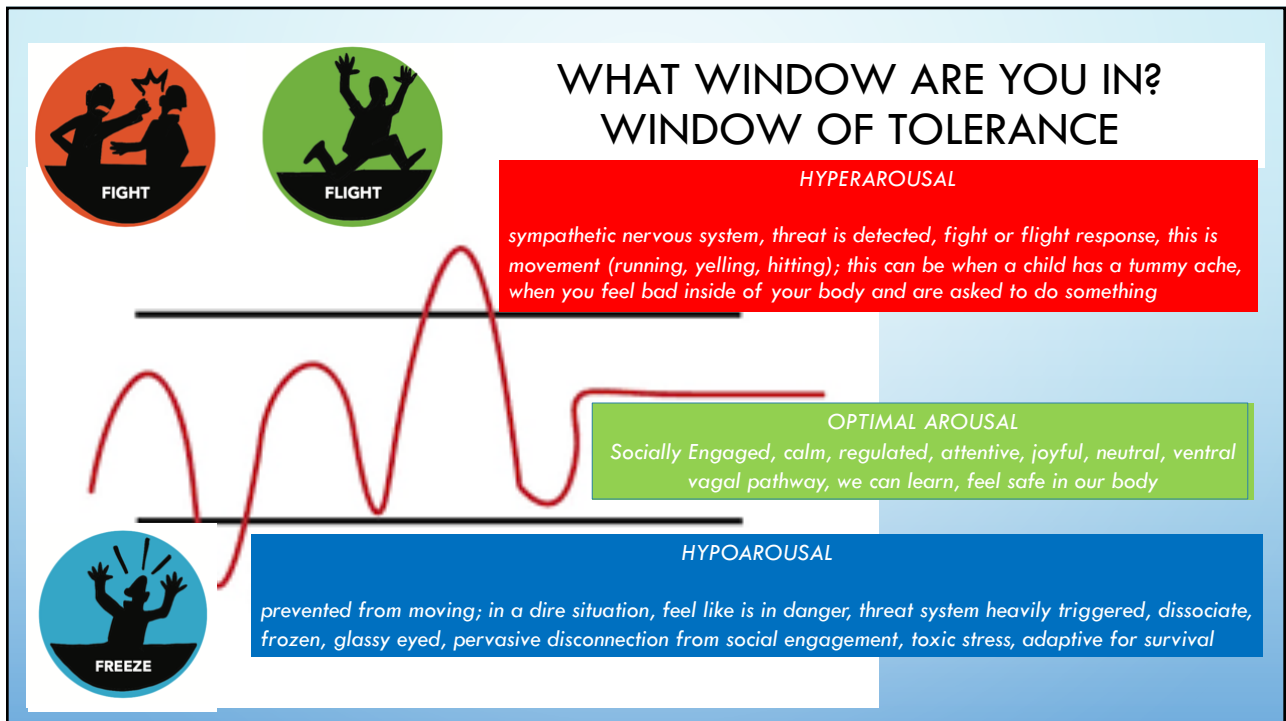 WHAT WINDOW ARE YOU IN?
WINDOW OF TOLERANCE
FIGHT
FLIGHT
HYPERAROUSAL
sympathetic nervous system, threat is detected, fight or flight response, this is
movement (running, yelling, hitting); this can be when a child has a tummy ache,
when you feel bad inside of your body and are asked to do something
OPTIMAL AROUSAL
Socially Engaged, calm, regulated, attentive, joyful, neutral, ventral
vagal pathway, we can learn, feel safe in our body
HYPOAROUSAL
prevented from moving; in a dire situation, feel like is in danger, threat system heavily triggered, dissociate,
frozen, glassy eyed, pervasive disconnection from social engagement, toxic stress, adaptive for survival
FREEZE